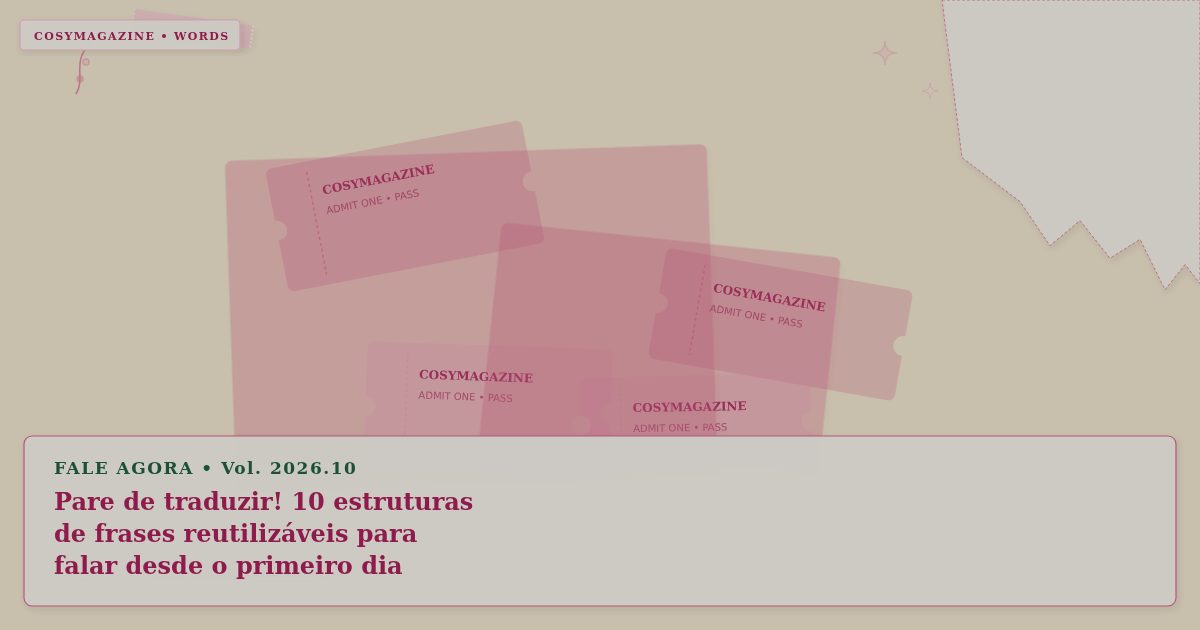 COSYMAGAZINE • WORDS
COSYMAGAZINE
ADMIT ONE • PASS
COSYMAGAZINE
ADMIT ONE • PASS
COSYMAGAZINE
ADMIT ONE • PASS
COSYMAGAZINE
ADMIT ONE • PASS
FALE AGORA • Vol. 2026.10
Pare de traduzir! 10 estruturas
de frases reutilizáveis para
falar desde o primeiro dia